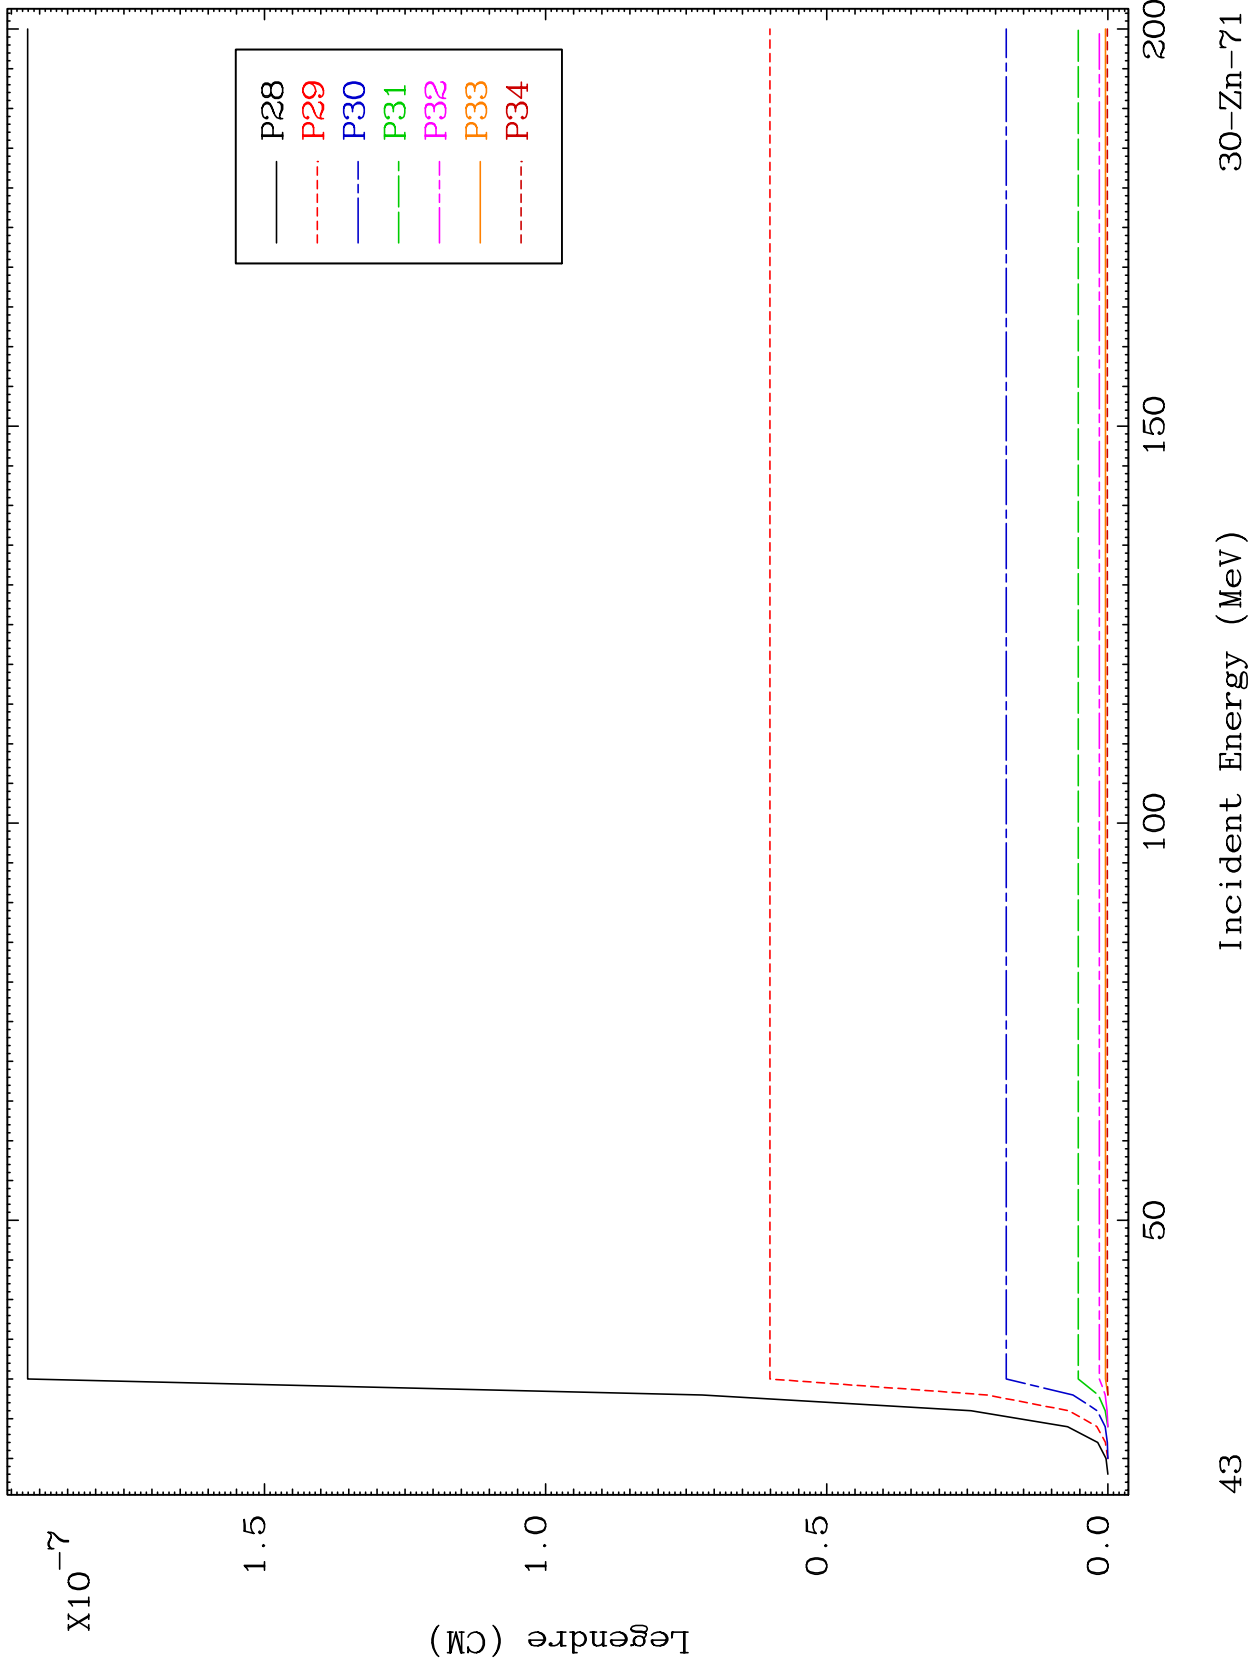 X10-7
1.5
1.0
0.5
0.0
Legendre (CM)
P28
P29
P30
P31
P32
P33
P34
50
100
150
200
43
Incident Energy (MeV)
30-Zn-71